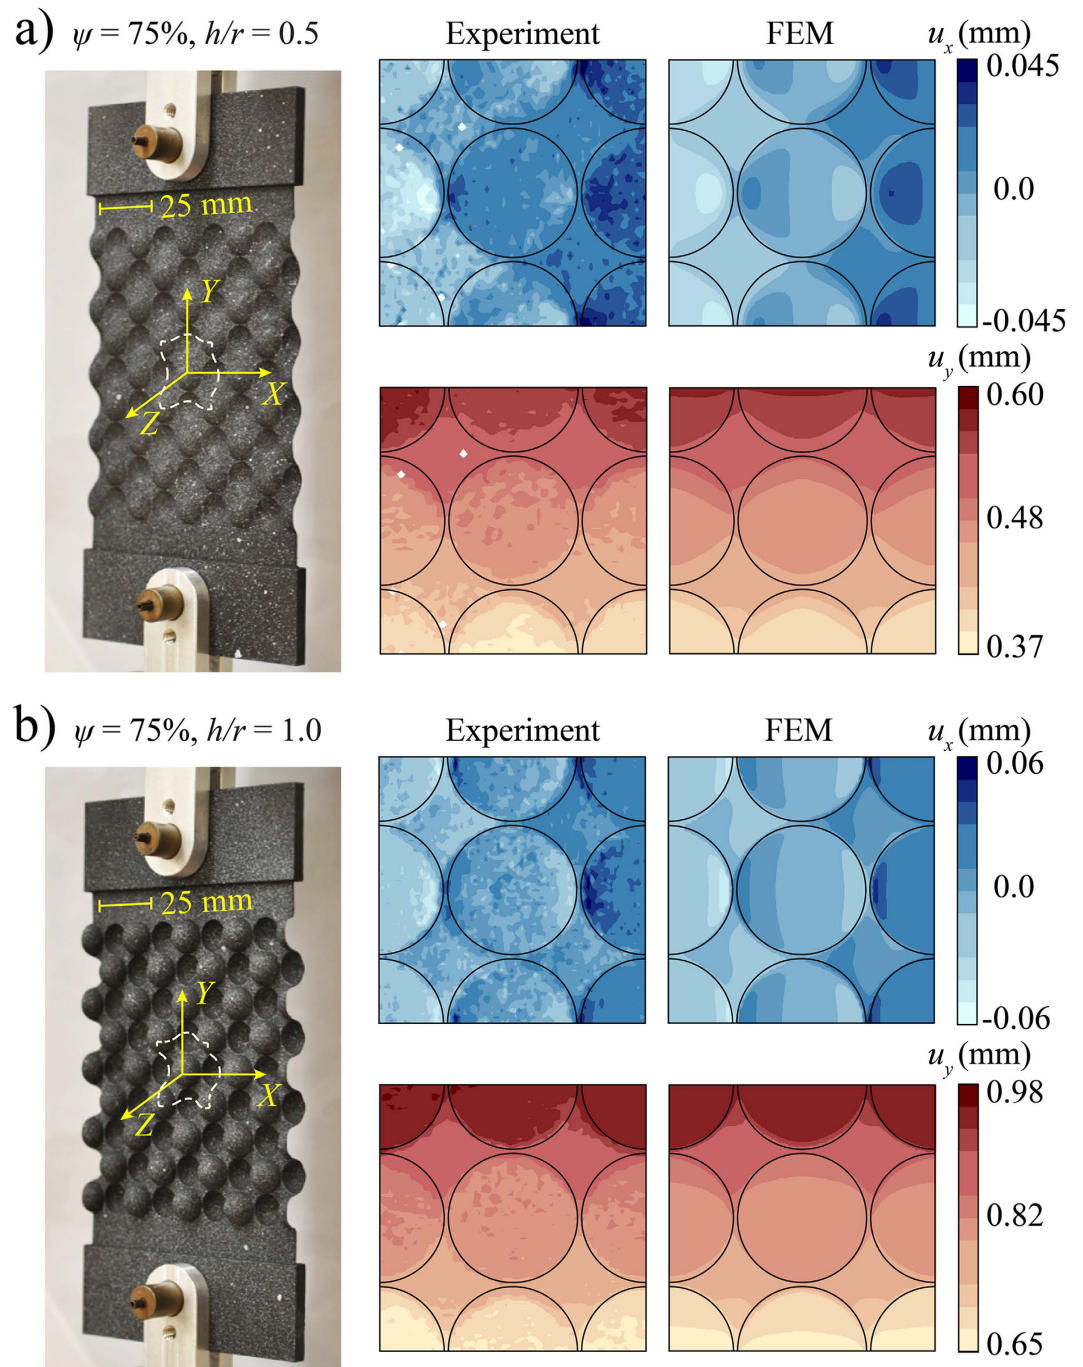 a) ψ = 75%, h/r = 0.5
Experiment
FEM
uₓ (mm)
0.045
0.0
-0.045
25 mm
Y
X
Z
u_y (mm)
0.60
0.48
0.37
b) ψ = 75%, h/r = 1.0
Experiment
FEM
uₓ (mm)
0.06
0.0
-0.06
25 mm
Y
X
Z
u_y (mm)
0.98
0.82
0.65